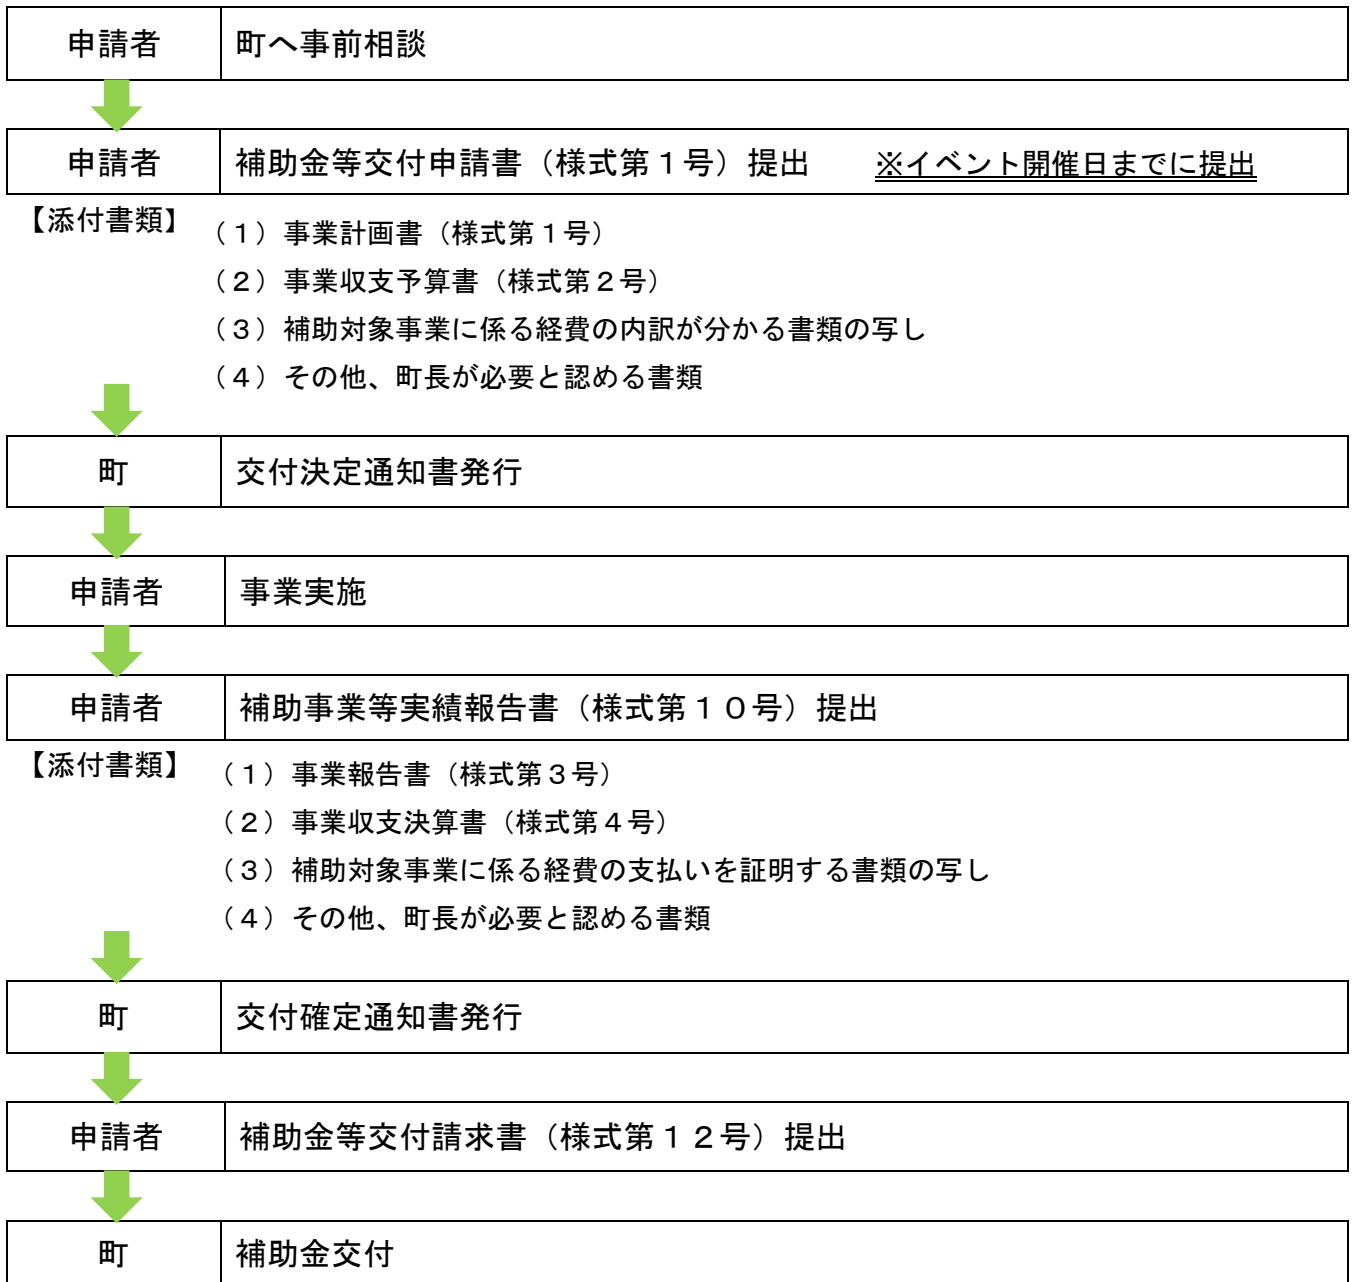 申請者 町へ事前相談
申請者 補助金等交付申請書（様式第１号）提出 ※イベント開催日までに提出
【添付書類】 （１）事業計画書（様式第１号）
（２）事業収支予算書（様式第２号）
（３）補助対象事業に係る経費の内訳が分かる書類の写し
（４）その他、町長が必要と認める書類
町 交付決定通知書発行
申請者 事業実施
申請者 補助事業等実績報告書（様式第１０号）提出
【添付書類】 （１）事業報告書（様式第３号）
（２）事業収支決算書（様式第４号）
（３）補助対象事業に係る経費の支払いを証明する書類の写し
（４）その他、町長が必要と認める書類
町 交付確定通知書発行
申請者 補助金等交付請求書（様式第１２号）提出
町 補助金交付